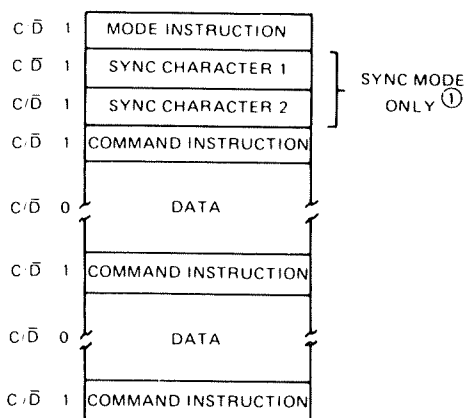 C/D̄ 1 MODE INSTRUCTION
C/D̄ 1 SYNC CHARACTER 1
C/D̄ 1 SYNC CHARACTER 2
SYNC MODE
ONLY ①
C/D̄ 1 COMMAND INSTRUCTION
C/D̄ 0 DATA
C/D̄ 1 COMMAND INSTRUCTION
C/D̄ 0 DATA
C/D̄ 1 COMMAND INSTRUCTION